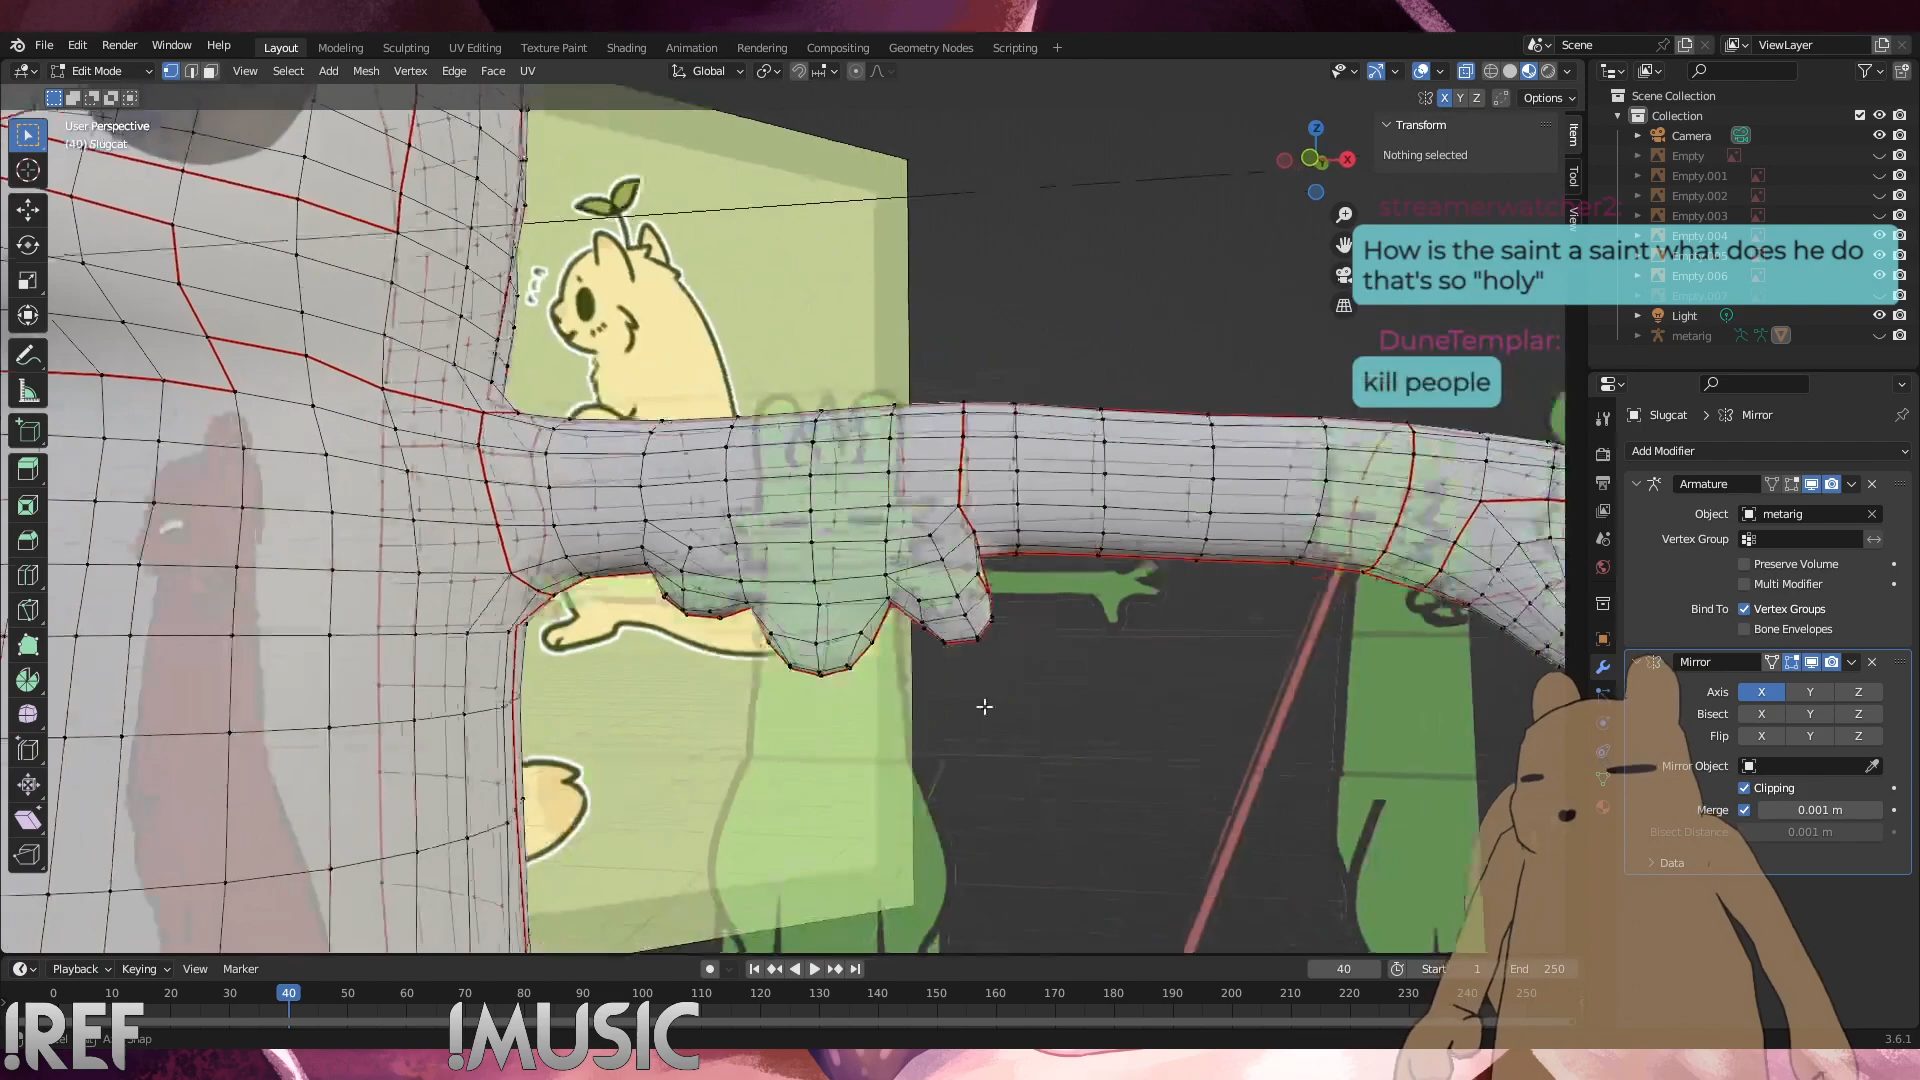 File Edit Render Window Help Layout Modeling Sculpting UV Editing Texture Paint Shading Animation Rendering Compositing Geometry Nodes Scripting + Scene ViewLayer
Edit Mode View Select Add Mesh Vertex Edge Face UV Global
X Y Z Options
User Perspective
(40) Slugcat
Z
X
Transform
Nothing selected
Item
Tool
View
Scene Collection
Collection
Camera
Empty
Empty.001
Empty.002
Empty.003
Empty.004
Empty.006
Light
metarig
streamerwatcher2:
How is the saint a saint what does he do
that's so "holy"
DuneTemplar:
kill people
Slugcat > Mirror
Add Modifier
Armature
Object metarig
Vertex Group
Preserve Volume
Multi Modifier
Bind To Vertex Groups
Bone Envelopes
Mirror
Axis X Y Z
Bisect X Y Z
Flip X Y Z
Mirror Object
Clipping
Merge 0.001 m
Bisect Distance 0.001 m
Data
Playback Keying View Marker 40 Start 1 End 250
0 10 20 30 40 50 60 70 80 90 100 110 120 130 140 150 160 170 180 190 200 210 220 230 240 250
!REF !MUSIC
Snap
3.6.1